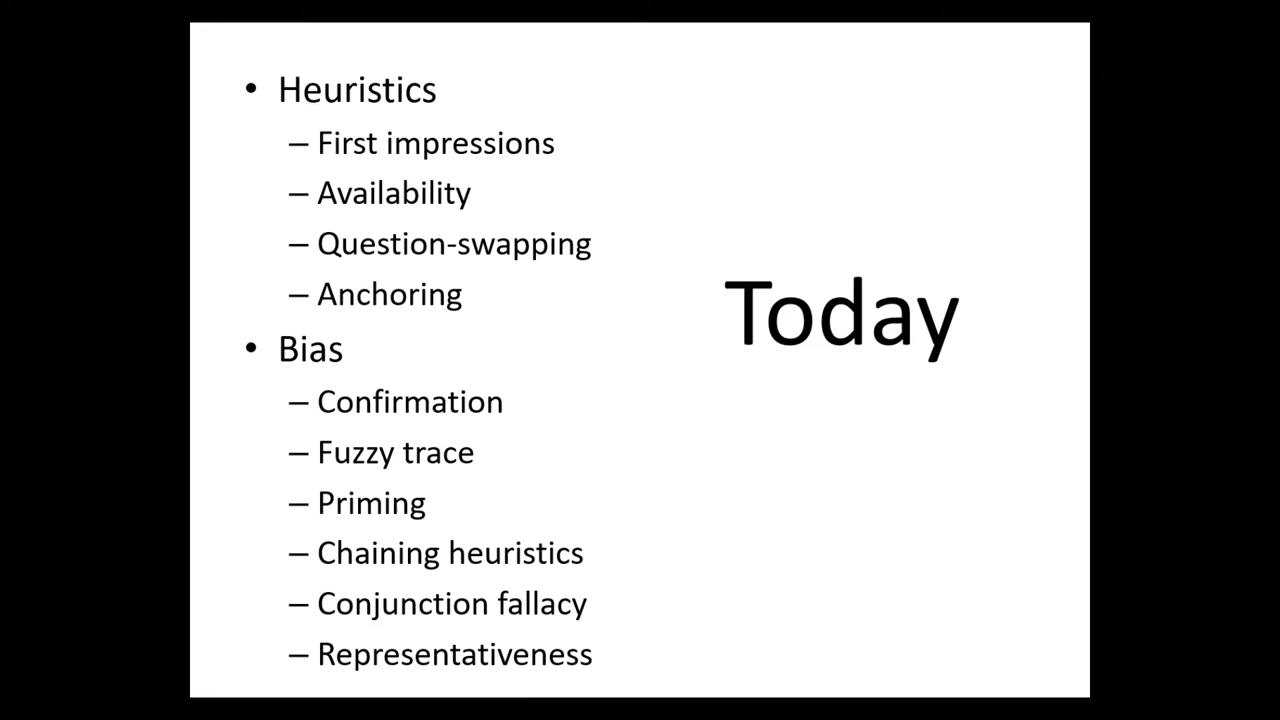 • Heuristics
– First impressions
– Availability
– Question-swapping
– Anchoring
• Bias
– Confirmation
– Fuzzy trace
– Priming
– Chaining heuristics
– Conjunction fallacy
– Representativeness
Today